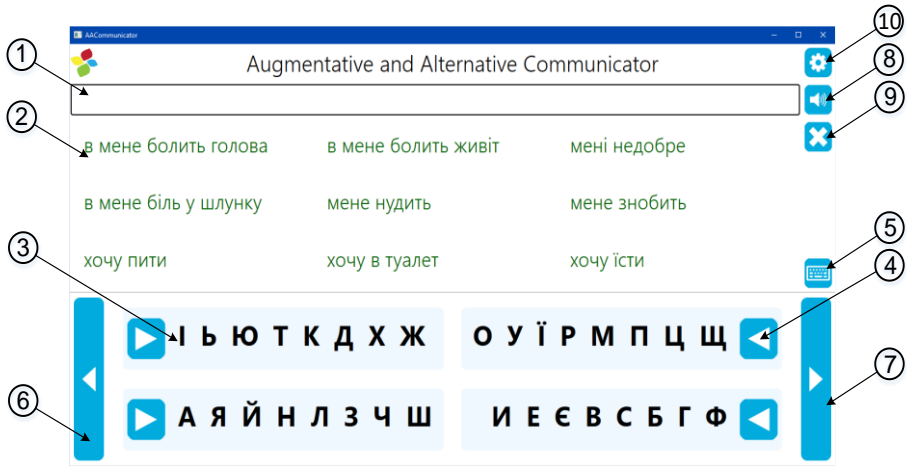 AACommunicator
10
1
Augmentative and Alternative Communicator
8
9
2
в мене болить голова в мене болить живіт мені недобре
в мене біль у шлунку мене нудить мене знобить
5
3
хочу пити хочу в туалет хочу їсти
4
І Ь Ю Т К Д Х Ж О У Ї Р М П Ц Щ
7
6
А Я Й Н Л З Ч Ш И Е Є В С Б Г Ф